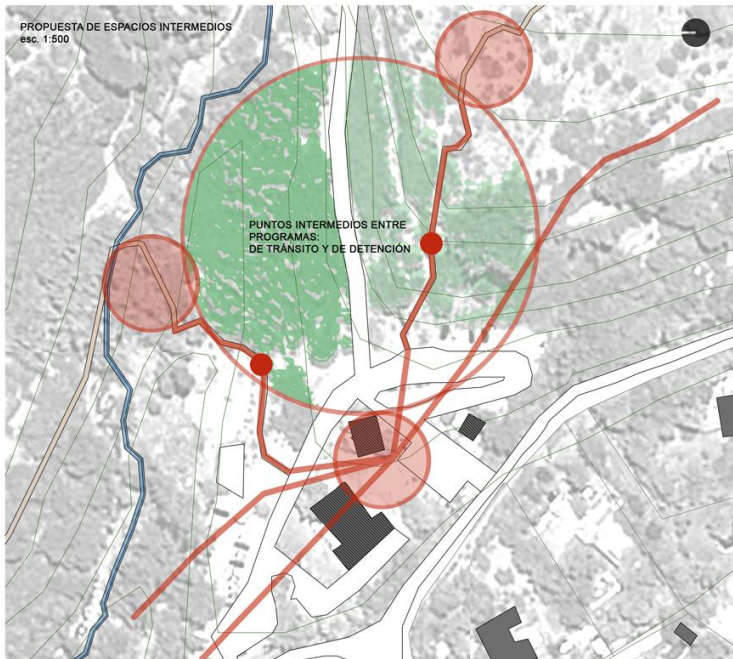 PROPUESTA DE ESPACIOS INTERMEDIOS
esc. 1:500
PUNTOS INTERMEDIOS ENTRE
PROGRAMAS:
DE TRÁNSITO Y DE DETENCIÓN